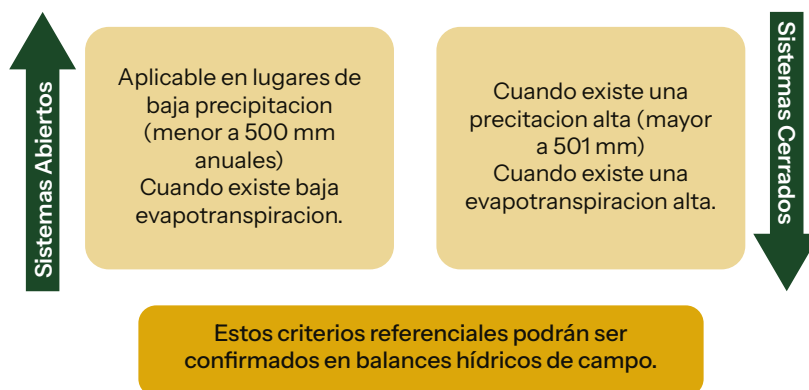 Sistemas Abiertos
Aplicable en lugares de
baja precipitacion
(menor a 500 mm
anuales)
Cuando existe baja
evapotranspiracion.
Cuando existe una
precitacion alta (mayor
a 501 mm)
Cuando existe una
evapotranspiracion alta.
Sistemas Cerrados
Estos criterios referenciales podrán ser
confirmados en balances hídricos de campo.